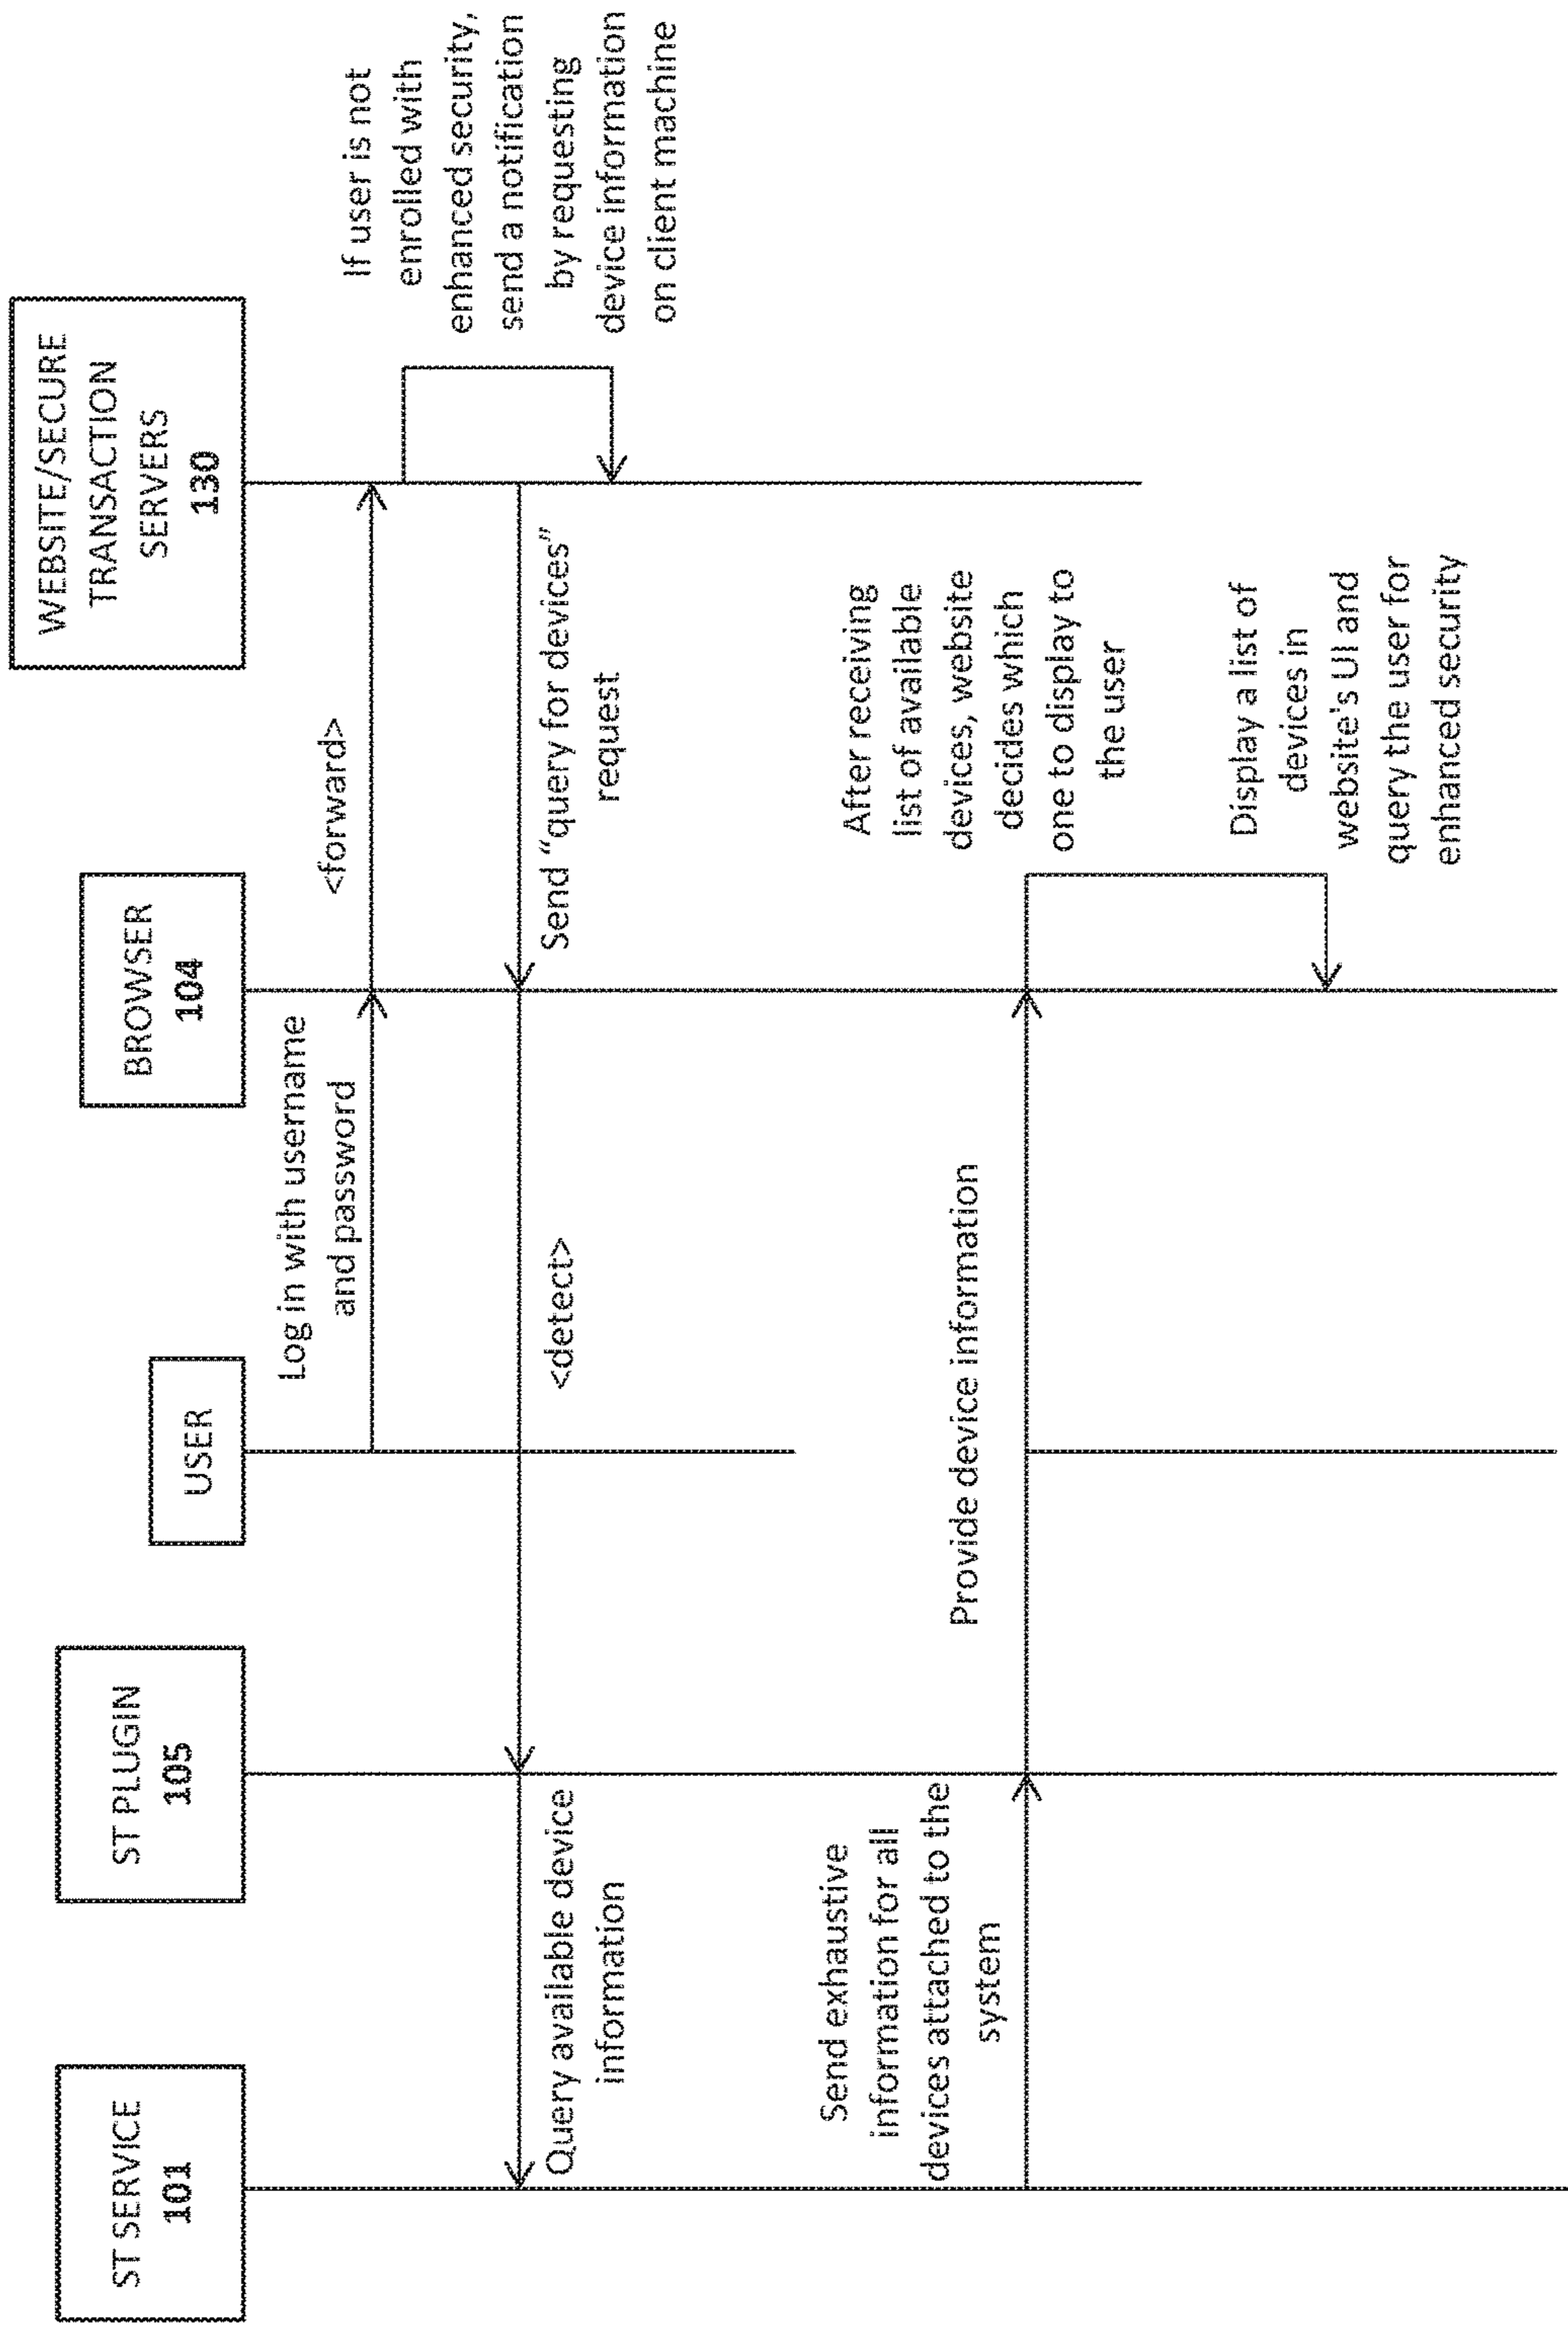 ST SERVICE
101
ST PLUGIN
105
USER
BROWSER
104
WEBSITE/SECURE
TRANSACTION
SERVERS
130
Log in with username
and password
<forward>
If user is not
enrolled with
enhanced security,
send a notification
by requesting
device information
on client machine
Send “query for devices”
request
<detect>
Query available device
information
Send exhaustive
information for all
devices attached to the
system
Provide device information
After receiving
list of available
devices, website
decides which
one to display to
the user
Display a list of
devices in
website's UI and
query the user for
enhanced security